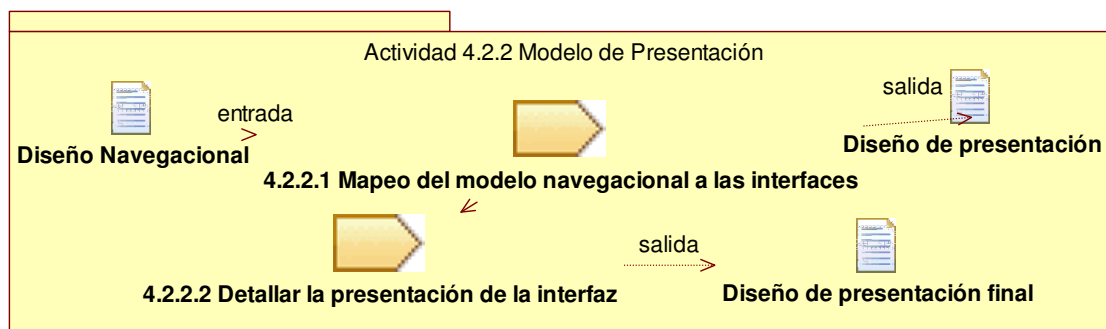 Actividad 4.2.2 Modelo de Presentación
entrada
salida
Diseño Navegacional
Diseño de presentación
4.2.2.1 Mapeo del modelo navegacional a las interfaces
salida
4.2.2.2 Detallar la presentación de la interfaz
Diseño de presentación final